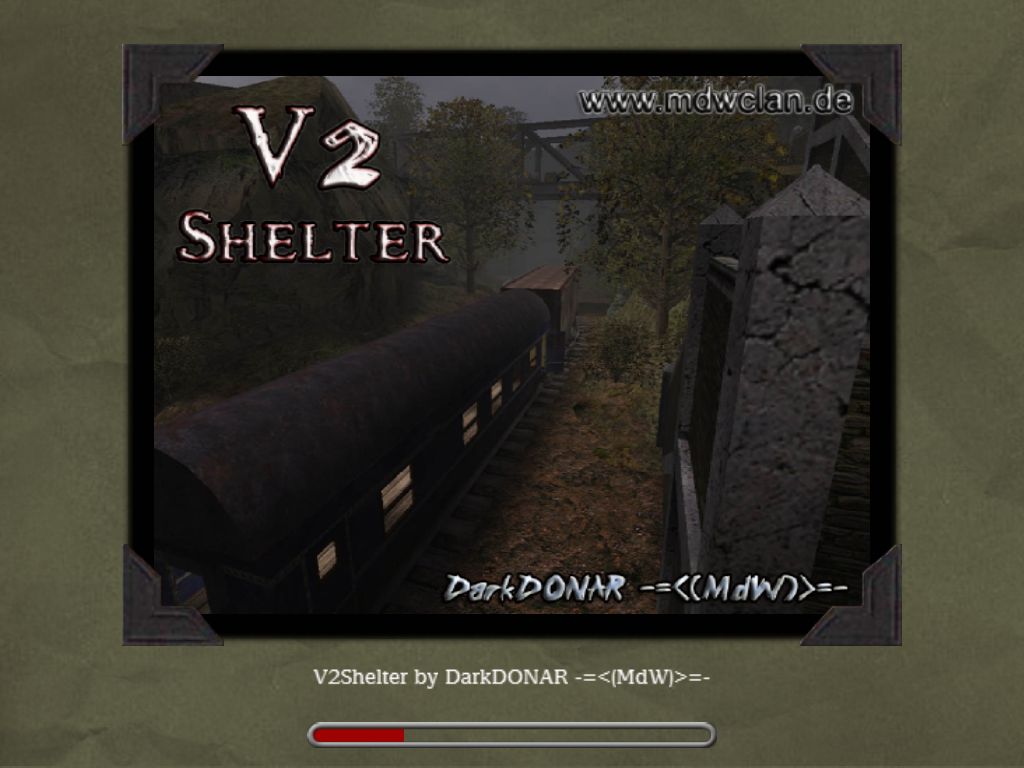 www.mdwclan.de
V2
SHELTER
DarkDONAR -=<((MdW)>=-
V2Shelter by DarkDONAR -=<(MdW)>=-